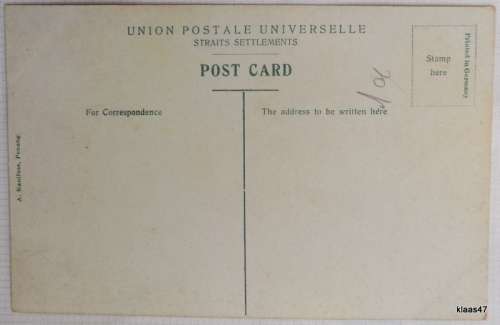 UNION POSTALE UNIVERSELLE
STRAITS SETTLEMENTS
POST CARD
Stamp
here
Printed in Germany
For Correspondence
The address to be written here
A. Kaulfuss, Penang
klaas47